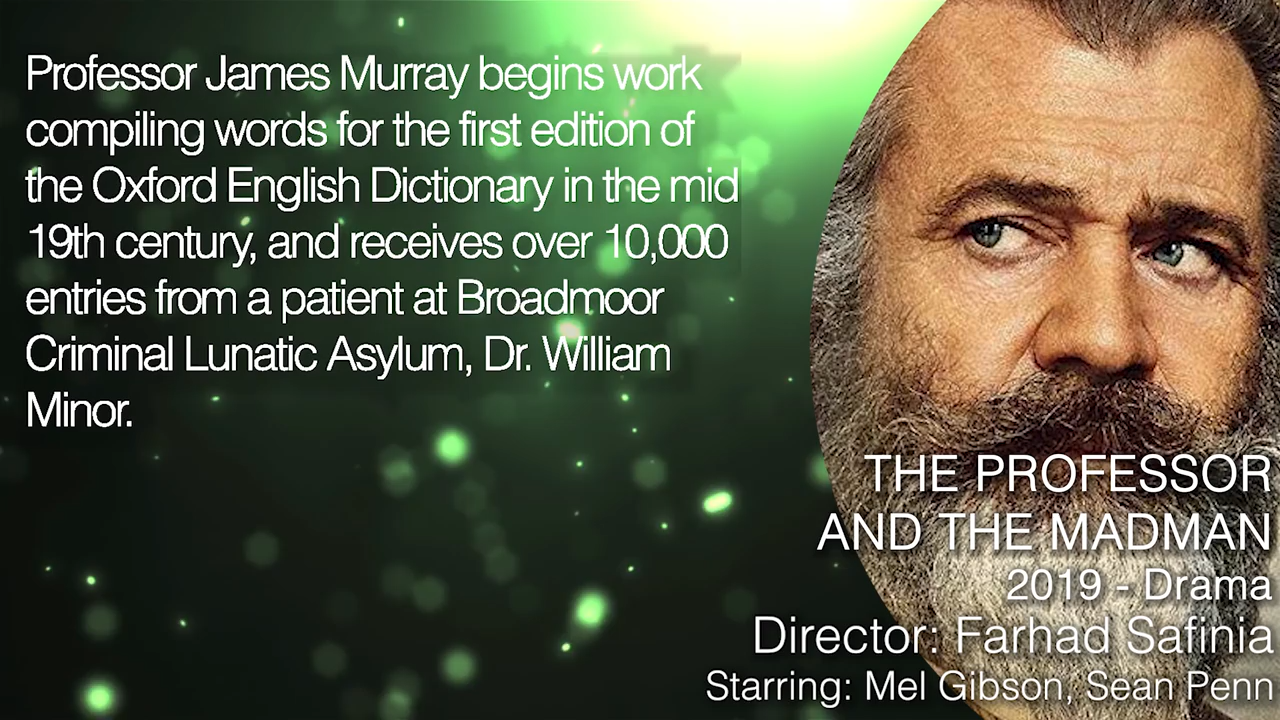 Professor James Murray begins work
compiling words for the first edition of
the Oxford English Dictionary in the mid
19th century, and receives over 10,000
entries from a patient at Broadmoor
Criminal Lunatic Asylum, Dr. William
Minor.
THE PROFESSOR
AND THE MADMAN
2019 - Drama
Director: Farhad Safinia
Starring: Mel Gibson, Sean Penn